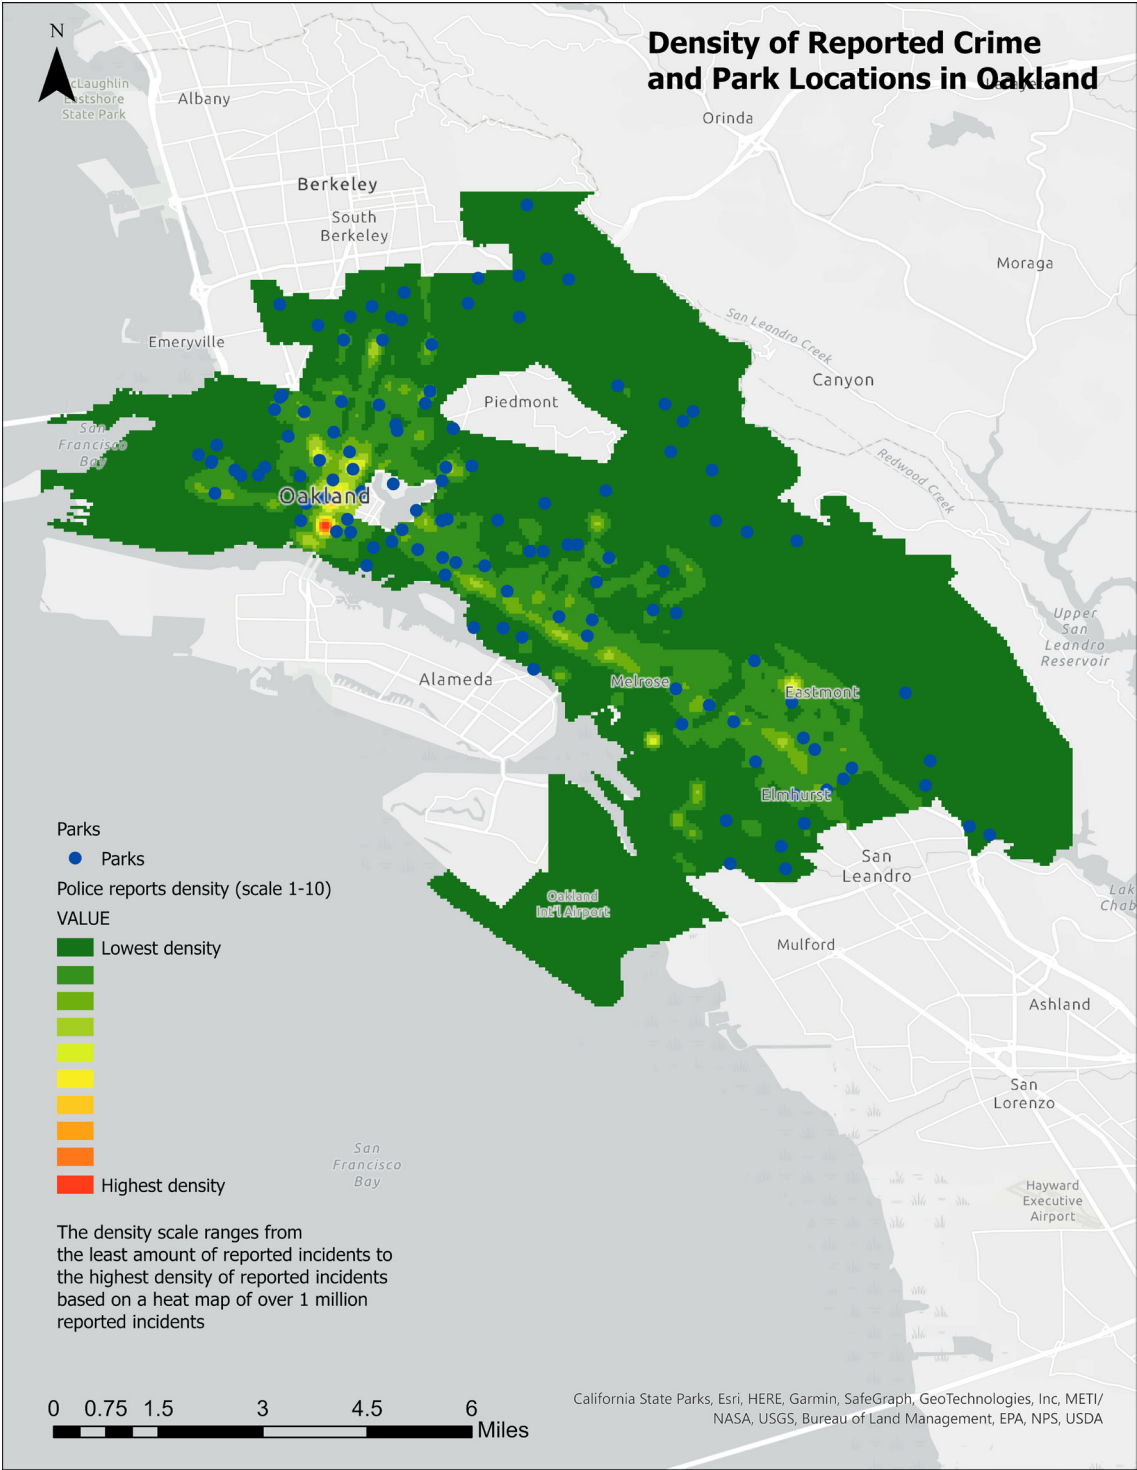 Density of Reported Crime
and Park Locations in Oakland
N
cLaughlin
Eastshore
State Park
Albany
Orinda
Berkeley
South
Berkeley
Moraga
San Leandro Creek
Emeryville
Canyon
Piedmont
San
Francisco
Bay
Redwood Creek
Oakland
Upper
San
Leandro
Reservoir
Alameda
Melrose
Eastmont
Elmhurst
San
Leandro
Lak
Chab
Oakland
Int'l Airport
Mulford
Ashland
San
Lorenzo
San
Francisco
Bay
Hayward
Executive
Airport
Parks
Parks
Police reports density (scale 1-10)
VALUE
Lowest density
Highest density
The density scale ranges from
the least amount of reported incidents to
the highest density of reported incidents
based on a heat map of over 1 million
reported incidents
0 0.75 1.5 3 4.5 6
Miles
California State Parks, Esri, HERE, Garmin, SafeGraph, GeoTechnologies, Inc, METI/
NASA, USGS, Bureau of Land Management, EPA, NPS, USDA